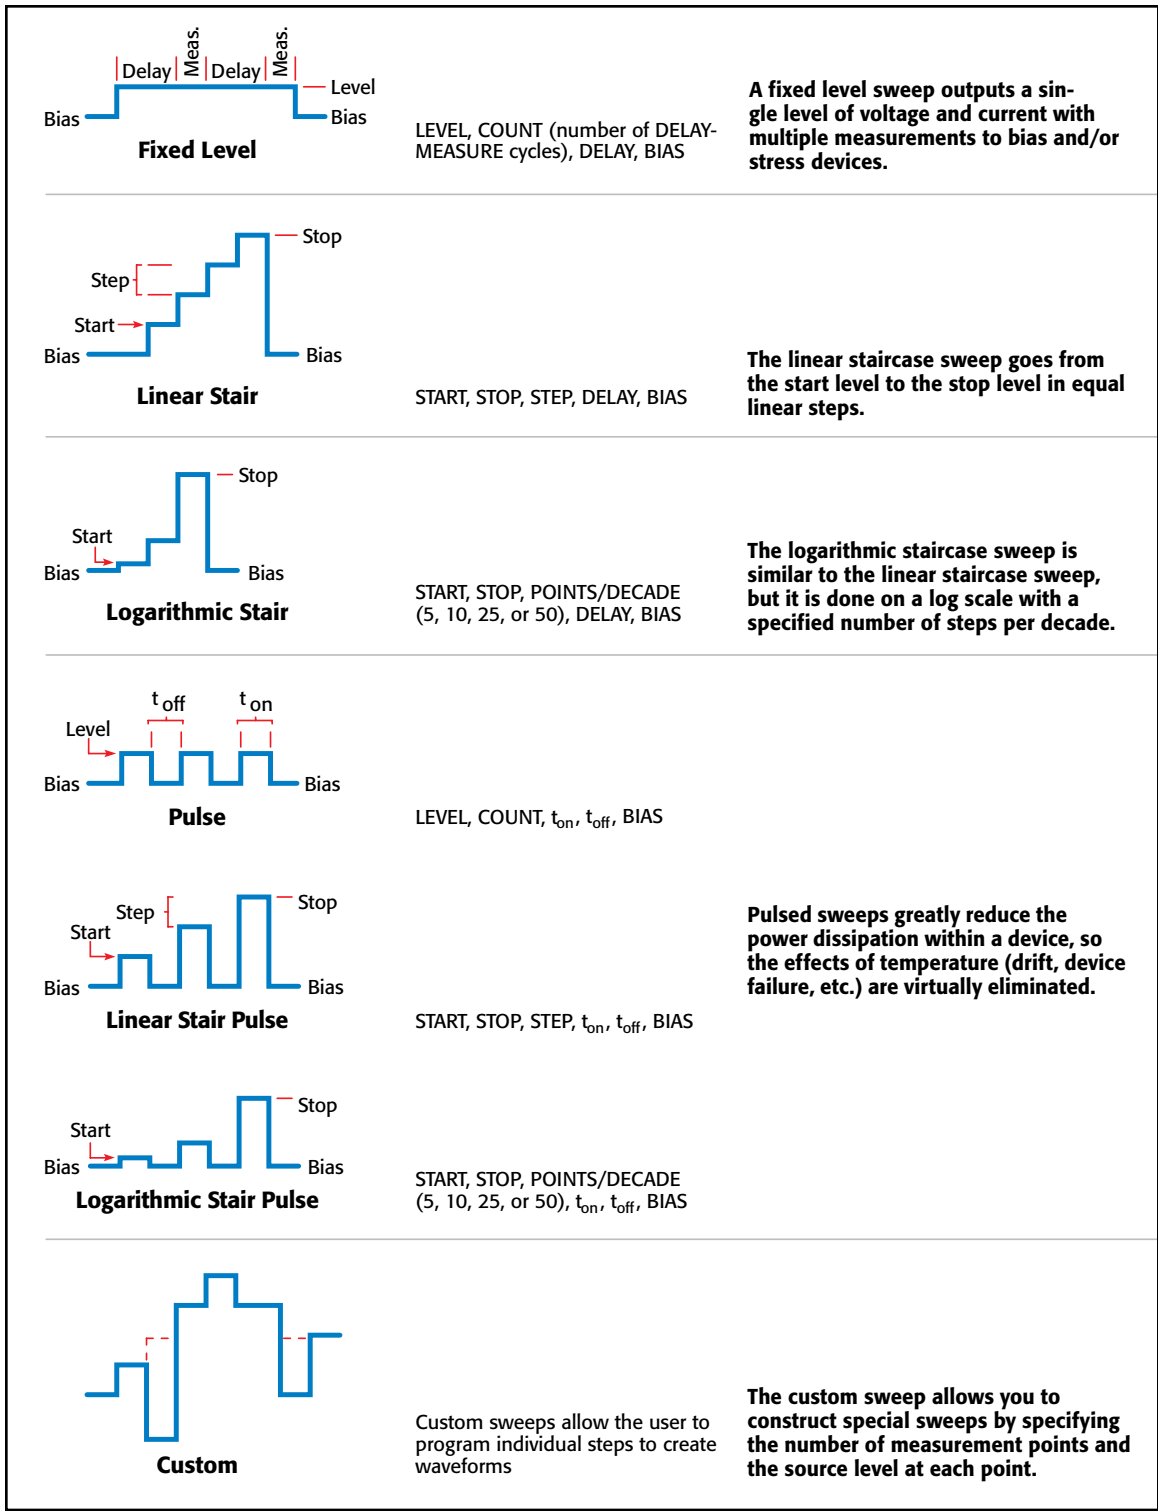 Delay
Meas.
Delay
Meas.
Level
Bias
Bias
Fixed Level
LEVEL, COUNT (number of DELAY-
MEASURE cycles), DELAY, BIAS
A fixed level sweep outputs a sin-
gle level of voltage and current with
multiple measurements to bias and/or
stress devices.
Stop
Step
Start
Bias
Bias
Linear Stair
START, STOP, STEP, DELAY, BIAS
The linear staircase sweep goes from
the start level to the stop level in equal
linear steps.
Stop
Start
Bias
Bias
Logarithmic Stair
START, STOP, POINTS/DECADE
(5, 10, 25, or 50), DELAY, BIAS
The logarithmic staircase sweep is
similar to the linear staircase sweep,
but it is done on a log scale with a
specified number of steps per decade.
t off
t on
Level
Bias
Bias
Pulse
LEVEL, COUNT, ton, toff, BIAS
Stop
Step
Start
Bias
Bias
Linear Stair Pulse
START, STOP, STEP, ton, toff, BIAS
Pulsed sweeps greatly reduce the
power dissipation within a device, so
the effects of temperature (drift, device
failure, etc.) are virtually eliminated.
Stop
Start
Bias
Bias
Logarithmic Stair Pulse
START, STOP, POINTS/DECADE
(5, 10, 25, or 50), ton, toff, BIAS
Custom
Custom sweeps allow the user to
program individual steps to create
waveforms
The custom sweep allows you to
construct special sweeps by specifying
the number of measurement points and
the source level at each point.